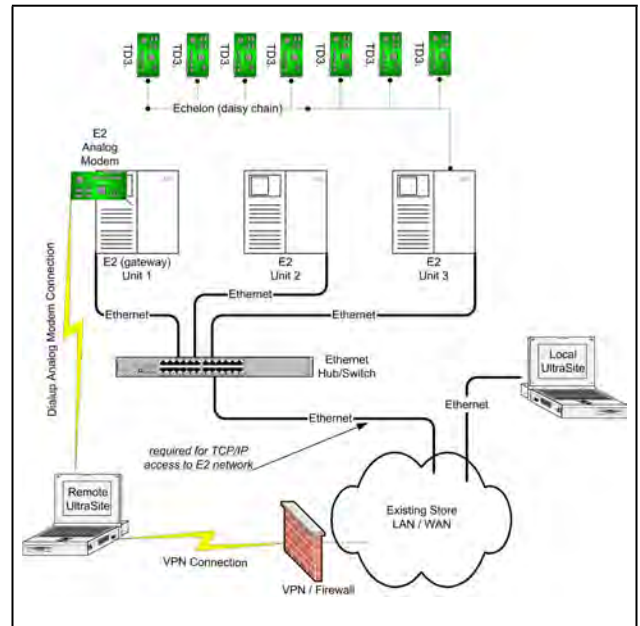 TD3.
TD3.
TD3.
TD3.
TD3.
TD3.
TD3.
Echelon (daisy chain)
E2
Analog
Modem
E2 (gateway)
Unit 1
E2
Unit 2
E2
Unit 3
Dialup Analog Modem Connection
Ethernet
Ethernet
Ethernet
Ethernet
Hub/Switch
Local
UltraSite
Ethernet
Ethernet
required for TCP/IP
access to E2 network
Remote
UltraSite
Existing Store
LAN / WAN
VPN Connection
VPN / Firewall